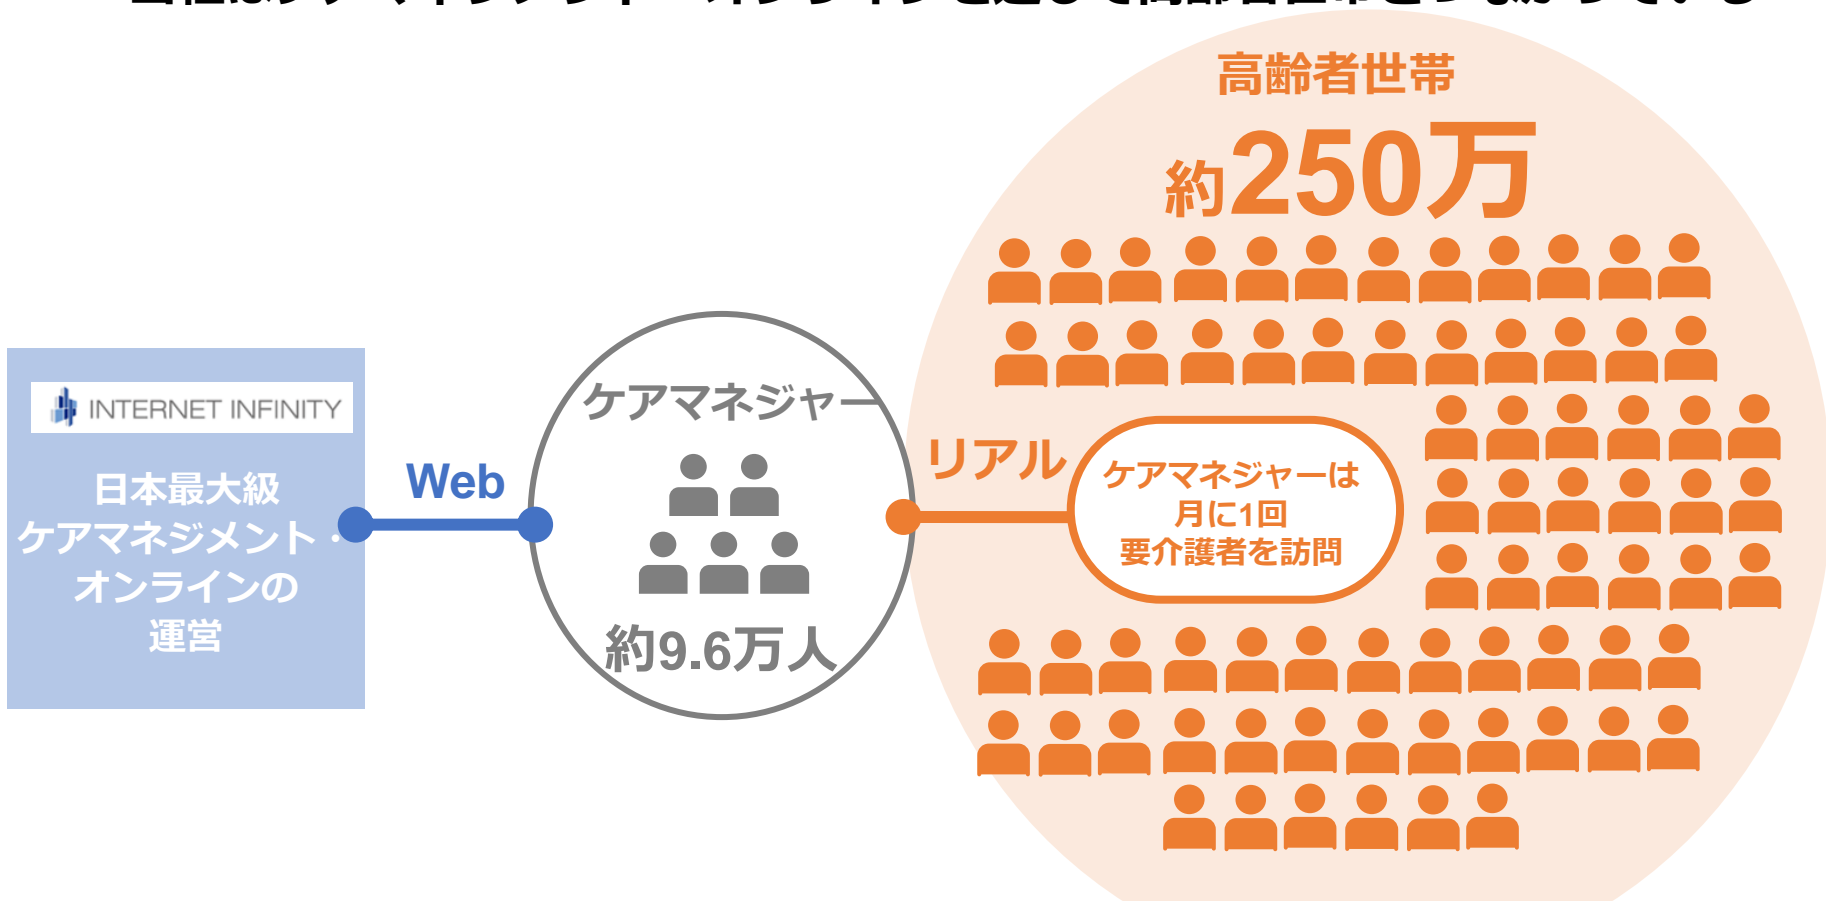 高齢者世帯
約250万
INTERNET INFINITY
日本最大級
ケアマネジメント・
オンラインの
運営
Web
ケアマネジャー
約9.6万人
リアル
ケアマネジャーは
月に1回
要介護者を訪問